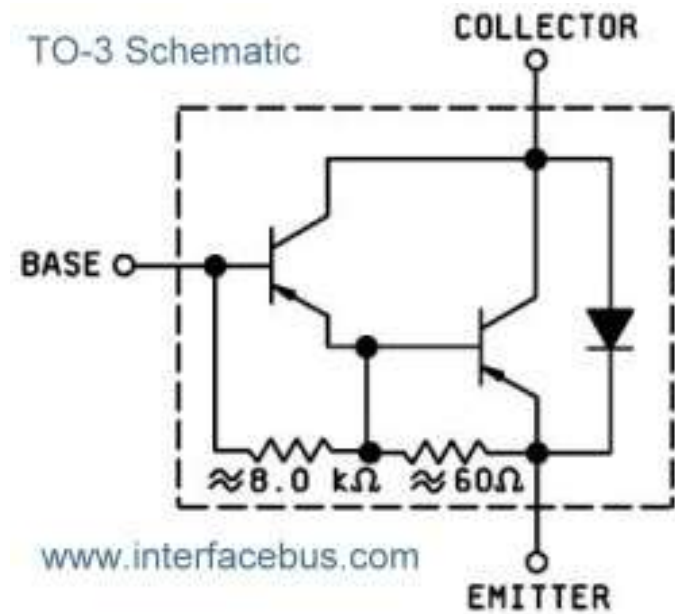 TO-3 Schematic
COLLECTOR
BASE
≈8.0 kΩ ≈60Ω
www.interfacebus.com
EMITTER